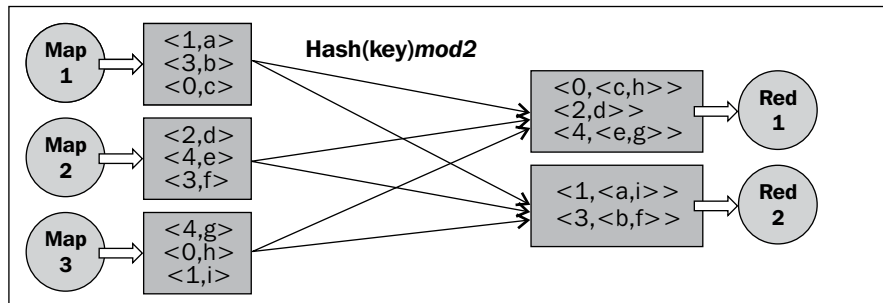 Map
1
<1,a>
<3,b>
<0,c>
Hash(key)mod2
Map
2
<2,d>
<4,e>
<3,f>
Map
3
<4,g>
<0,h>
<1,i>
<0,<c,h>>
<2,d>>
<4,<e,g>>
Red
1
<1,<a,i>>
<3,<b,f>>
Red
2